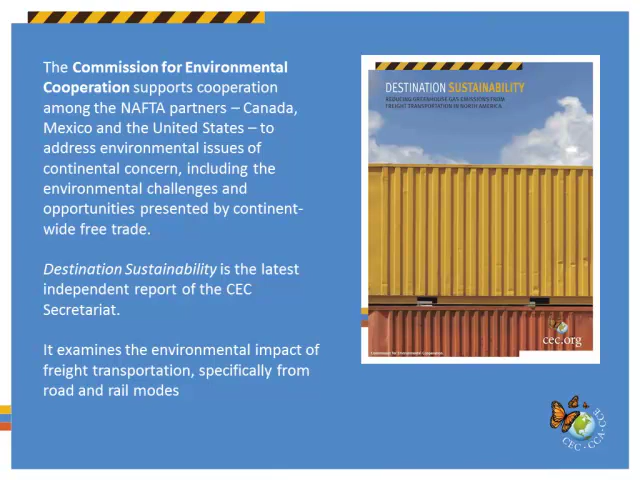 The Commission for Environmental
Cooperation supports cooperation
among the NAFTA partners – Canada,
Mexico and the United States – to
address environmental issues of
continental concern, including the
environmental challenges and
opportunities presented by continent-
wide free trade.
Destination Sustainability is the latest
independent report of the CEC
Secretariat.
It examines the environmental impact of
freight transportation, specifically from
road and rail modes
DESTINATION SUSTAINABILITY
REDUCING GREENHOUSE GAS EMISSIONS FROM
FREIGHT TRANSPORTATION IN NORTH AMERICA
cec.org
Commission for Environmental Cooperation
CEC · CCA · CCE